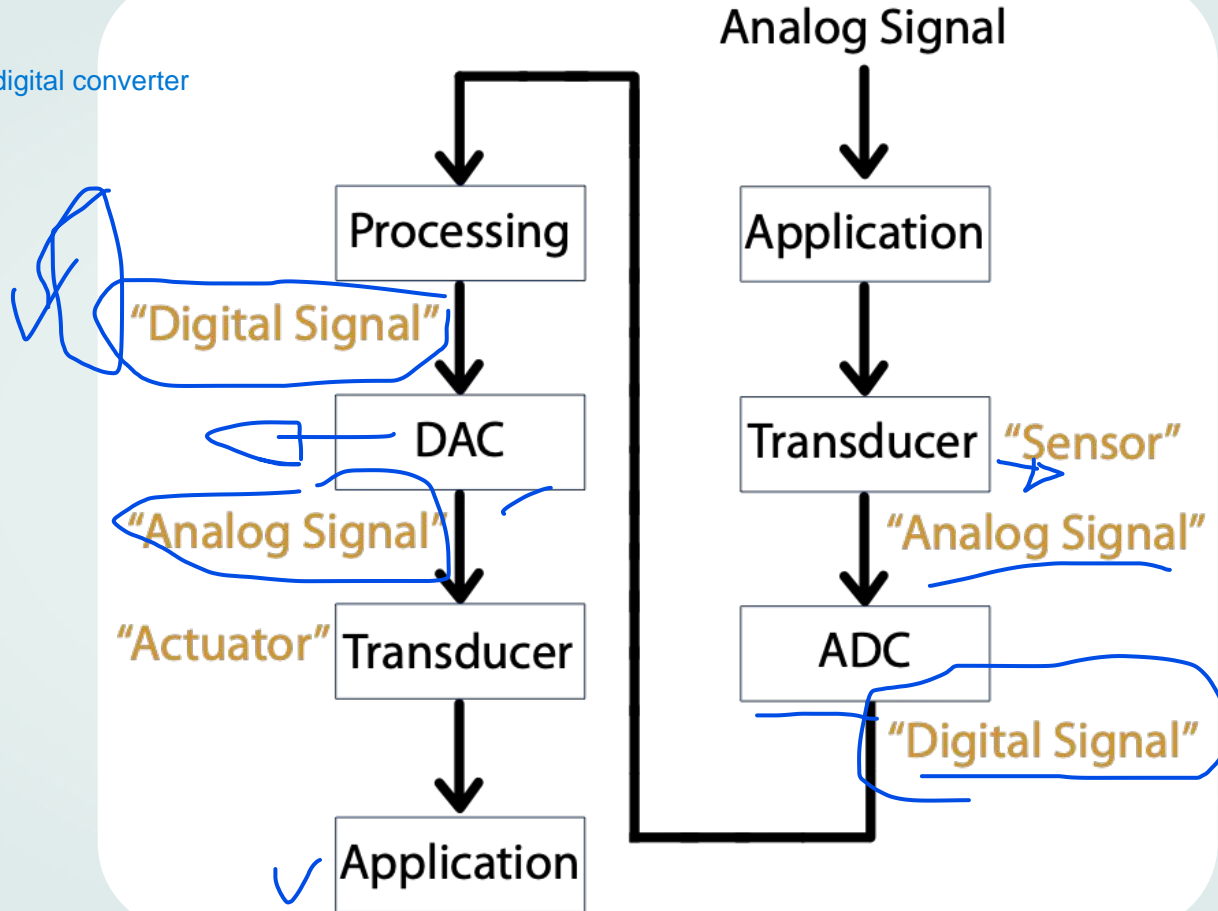 Analog Signal
digital converter
Processing
Application
“Digital Signal”
DAC
Transducer
“Sensor”
“Analog Signal”
“Analog Signal”
“Actuator”
Transducer
ADC
“Digital Signal”
Application